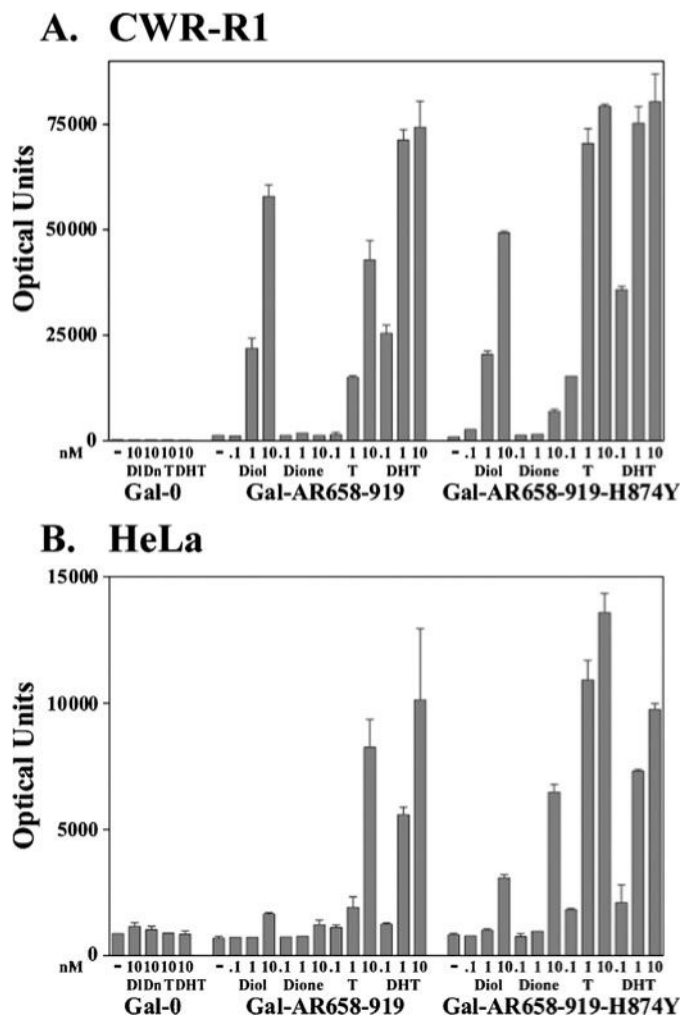 A. CWR-R1
Optical Units
75000
50000
25000
0
nM – 10 10 10 10 – .1 1 10 .1 1 10 .1 1 10 .1 1 10 – .1 1 10 .1 1 10 .1 1 10 .1 1 10
Dl Dn T DHT Diol Dione T DHT Diol Dione T DHT
Gal-0 Gal-AR658-919 Gal-AR658-919-H874Y
B. HeLa
Optical Units
15000
10000
5000
0
nM – 10 10 10 10 – .1 1 10 .1 1 10 .1 1 10 .1 1 10 – .1 1 10 .1 1 10 .1 1 10 .1 1 10
Dl Dn T DHT Diol Dione T DHT Diol Dione T DHT
Gal-0 Gal-AR658-919 Gal-AR658-919-H874Y